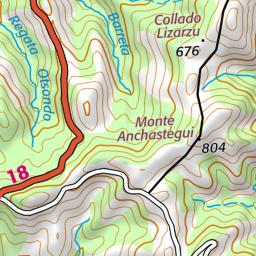 Regata
Otsondo
Barreta
Collado
Lizarzu
676
Monte
Anchastegui
804
18